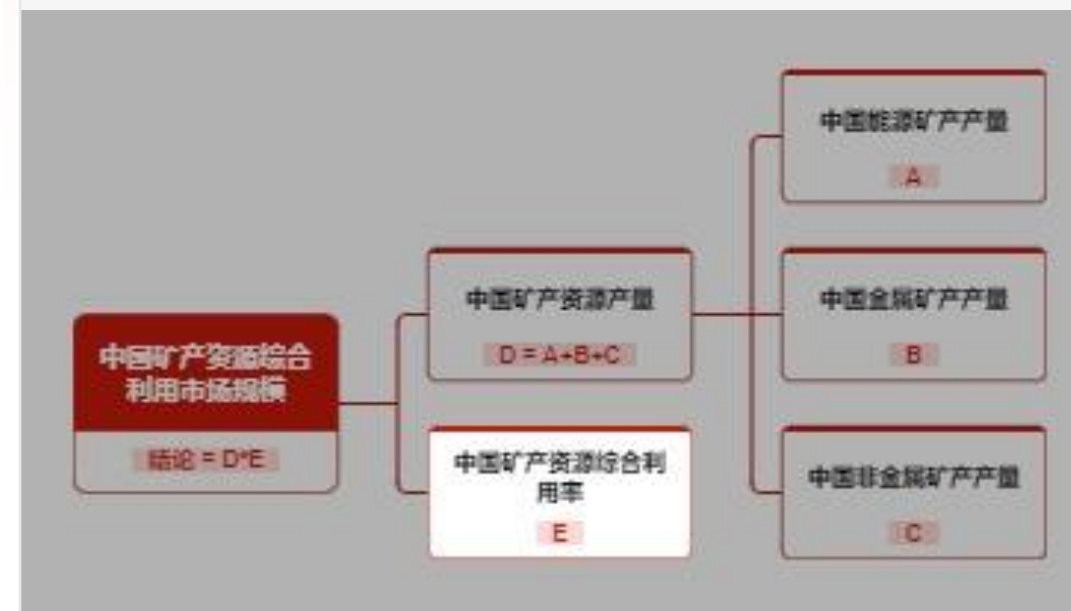 中国能源矿产产量
A
中国矿产资源产量
D = A+B+C
中国金属矿产产量
B
中国矿产资源综合
利用市场规模
结论 = D*E
中国矿产资源综合利
用率
E
中国非金属矿产产量
C